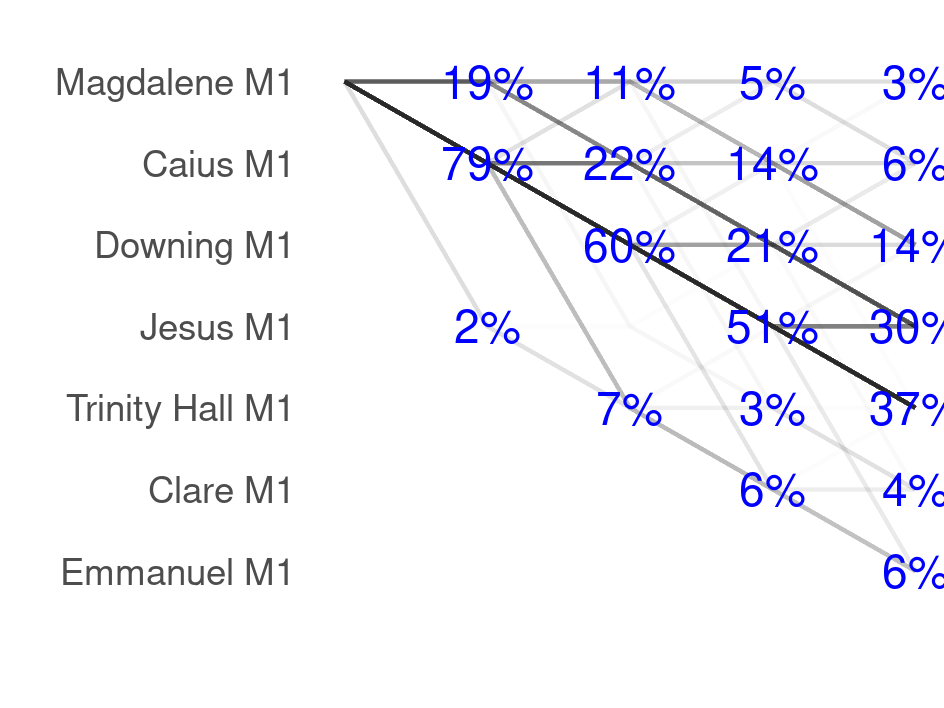 Magdalene M1 19% 11% 5% 3%
Caius M1 79% 22% 14% 6%
Downing M1 60% 21% 14%
Jesus M1 2% 51% 30%
Trinity Hall M1 7% 3% 37%
Clare M1 6% 4%
Emmanuel M1 6%